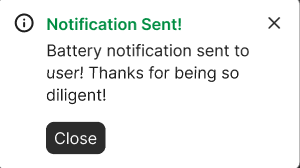 Notification Sent!
Battery notification sent to
user! Thanks for being so
diligent!
Close